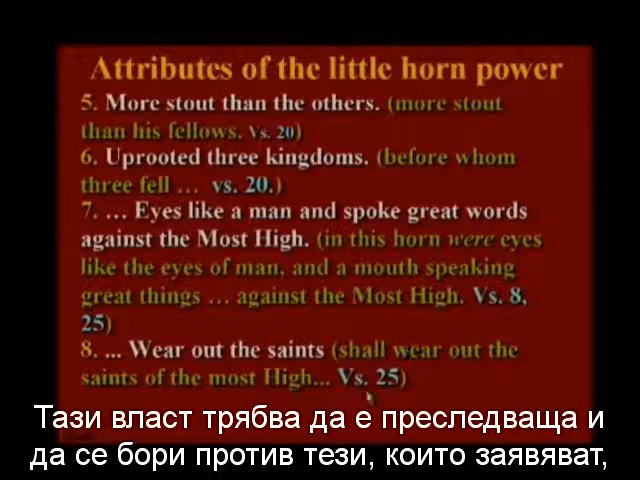 Attributes of the little horn power
5. More stout than the others. (more stout
than his fellows. Vs. 20)
6. Uprooted three kingdoms. (before whom
three fell … vs. 20.)
7. … Eyes like a man and spoke great words
against the Most High. (in this horn were eyes
like the eyes of man, and a mouth speaking
great things … against the Most High. Vs. 8,
25)
8. ... Wear out the saints (shall wear out the
saints of the most High... Vs. 25)
Тази власт трябва да е преследваща и
да се бори против тези, които заявяват,